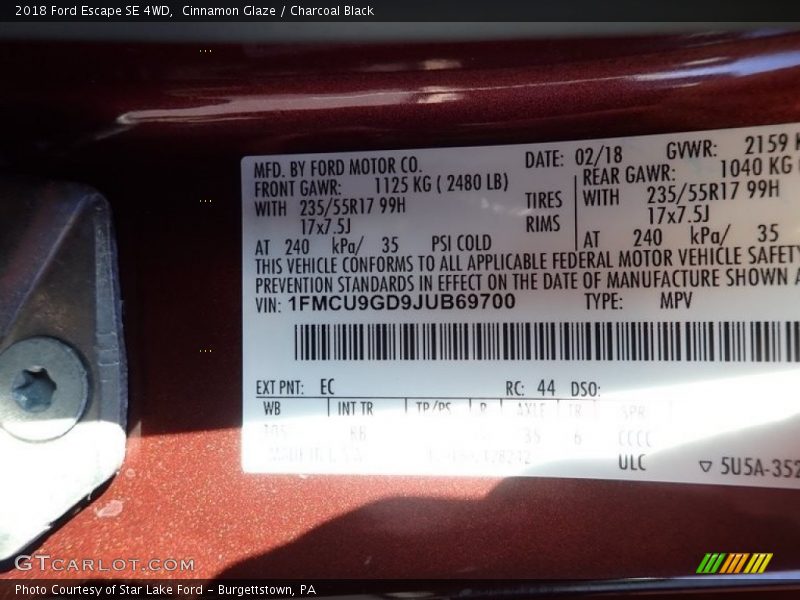 2018 Ford Escape SE 4WD, Cinnamon Glaze / Charcoal Black
MFD. BY FORD MOTOR CO.
DATE: 02/18
GVWR: 2159 K
FRONT GAWR: 1125 KG ( 2480 LB)
REAR GAWR: 1040 KG
WITH 235/55R17 99H
TIRES
WITH 235/55R17 99H
17x7.5J
RIMS
17x7.5J
AT 240 kPa/ 35 PSI COLD
AT 240 kPa/ 35
THIS VEHICLE CONFORMS TO ALL APPLICABLE FEDERAL MOTOR VEHICLE SAFETY
PREVENTION STANDARDS IN EFFECT ON THE DATE OF MANUFACTURE SHOWN A
VIN: 1FMCU9GD9JUB69700
TYPE: MPV
EXT PNT: EC
RC: 44 DSO:
WB INT TR TP/PS R AXLE TR SPR
35 6 CCCC
ULC
▽ 5U5A-352
GTCARLOT.COM
Photo Courtesy of Star Lake Ford - Burgettstown, PA